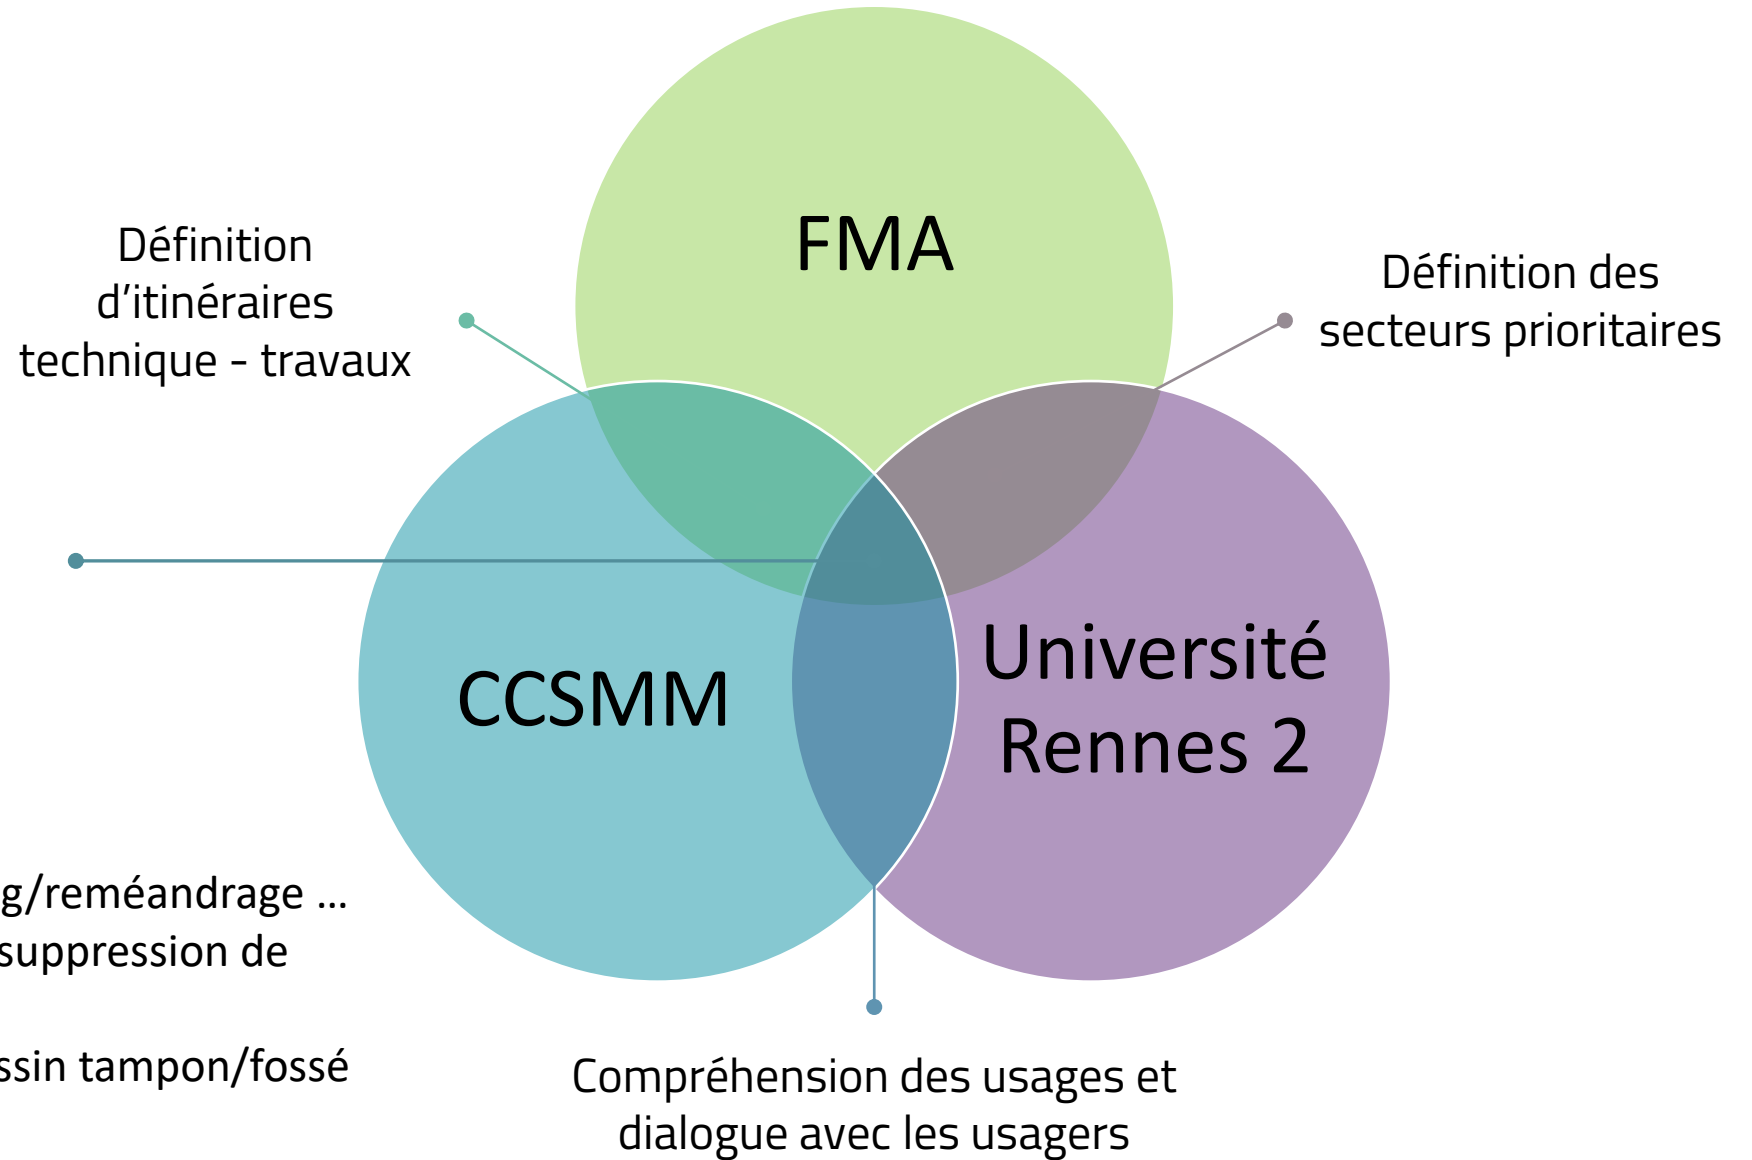 FMA
Définition
d’itinéraires
technique - travaux
Définition des
secteurs prioritaires
CCSMM
Université
Rennes 2
g/reméandrage ...
suppression de
ssin tampon/fossé
Compréhension des usages et
dialogue avec les usagers